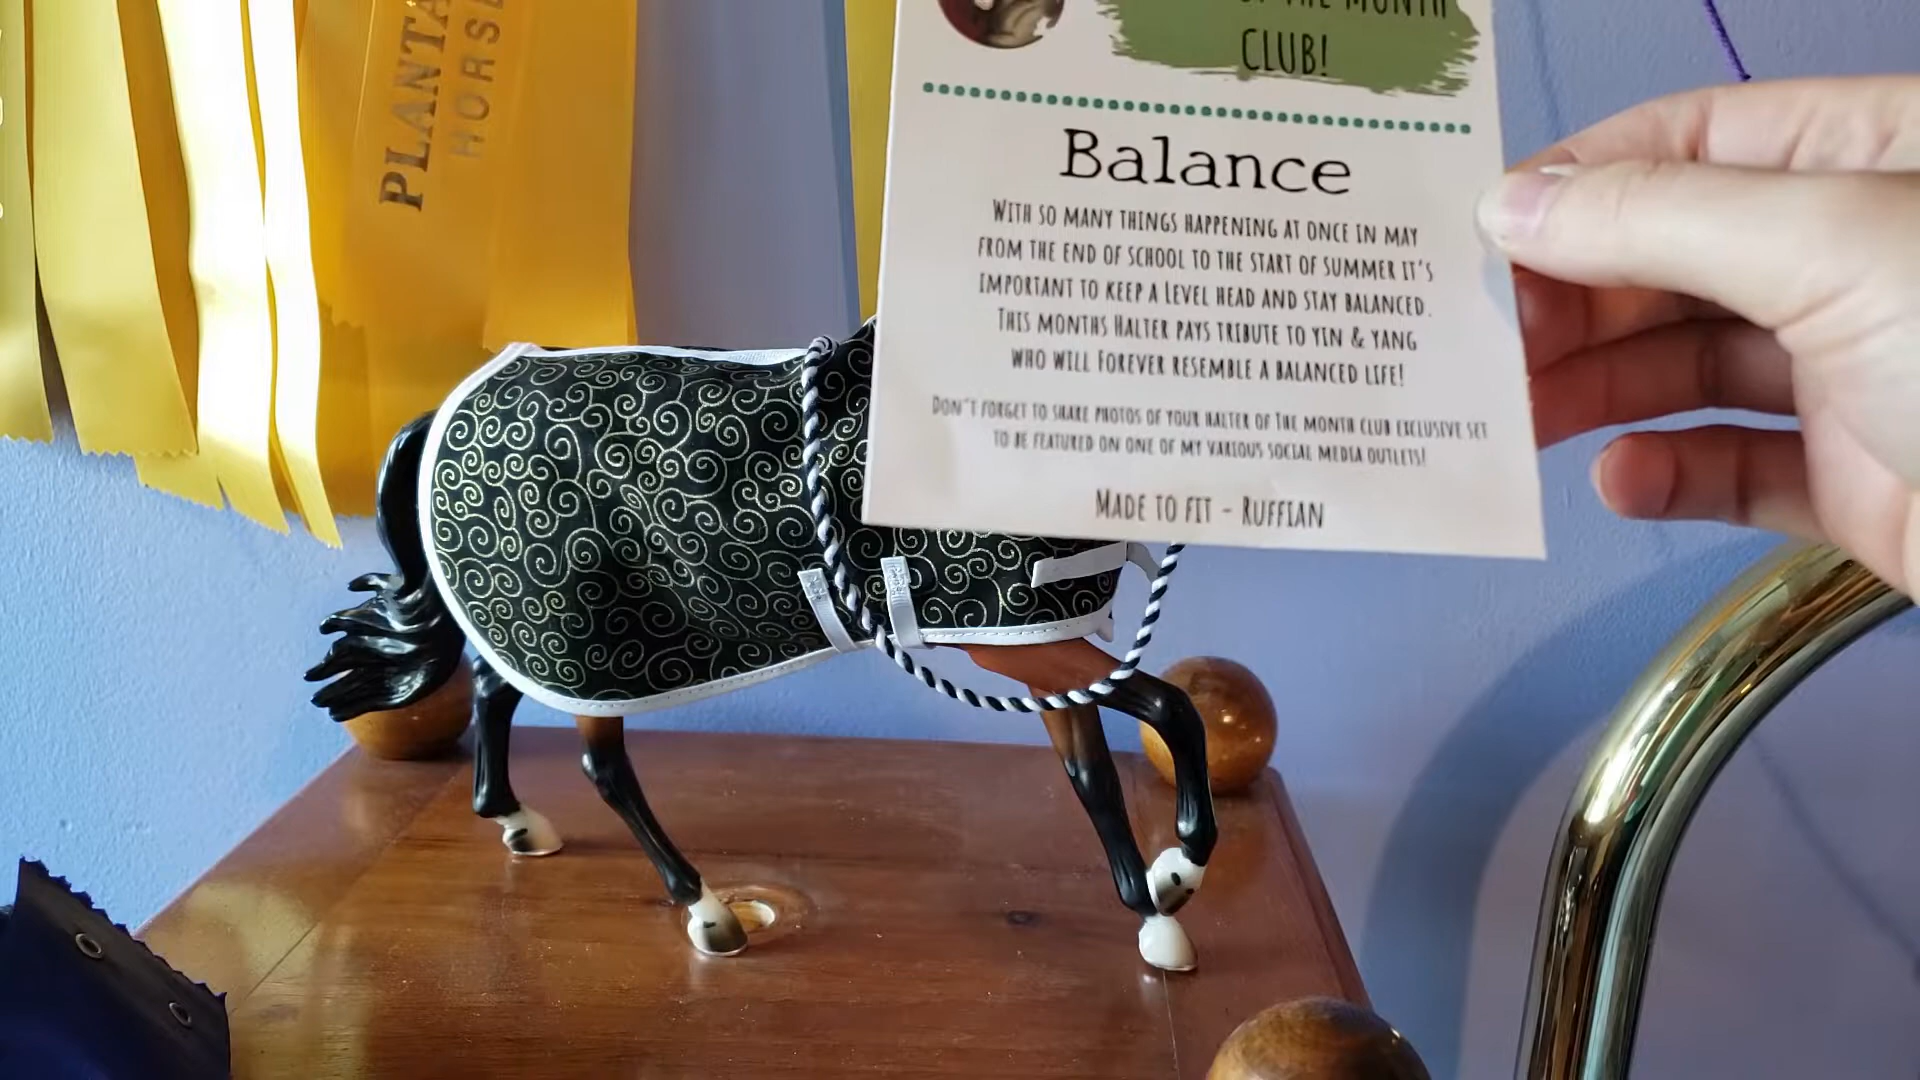 PLANTA
HORSE
THE MONTH
CLUB!
Balance
WITH SO MANY THINGS HAPPENING AT ONCE IN MAY
FROM THE END OF SCHOOL TO THE START OF SUMMER IT'S
IMPORTANT TO KEEP A LEVEL HEAD AND STAY BALANCED.
THIS MONTHS HALTER PAYS TRIBUTE TO YIN & YANG
WHO WILL FOREVER RESEMBLE A BALANCED LIFE!
DON'T FORGET TO SHARE PHOTOS OF YOUR HALTER OF THE MONTH CLUB EXCLUSIVE SET
TO BE FEATURED ON ONE OF MY VARIOUS SOCIAL MEDIA OUTLETS!
MADE TO FIT - RUFFIAN